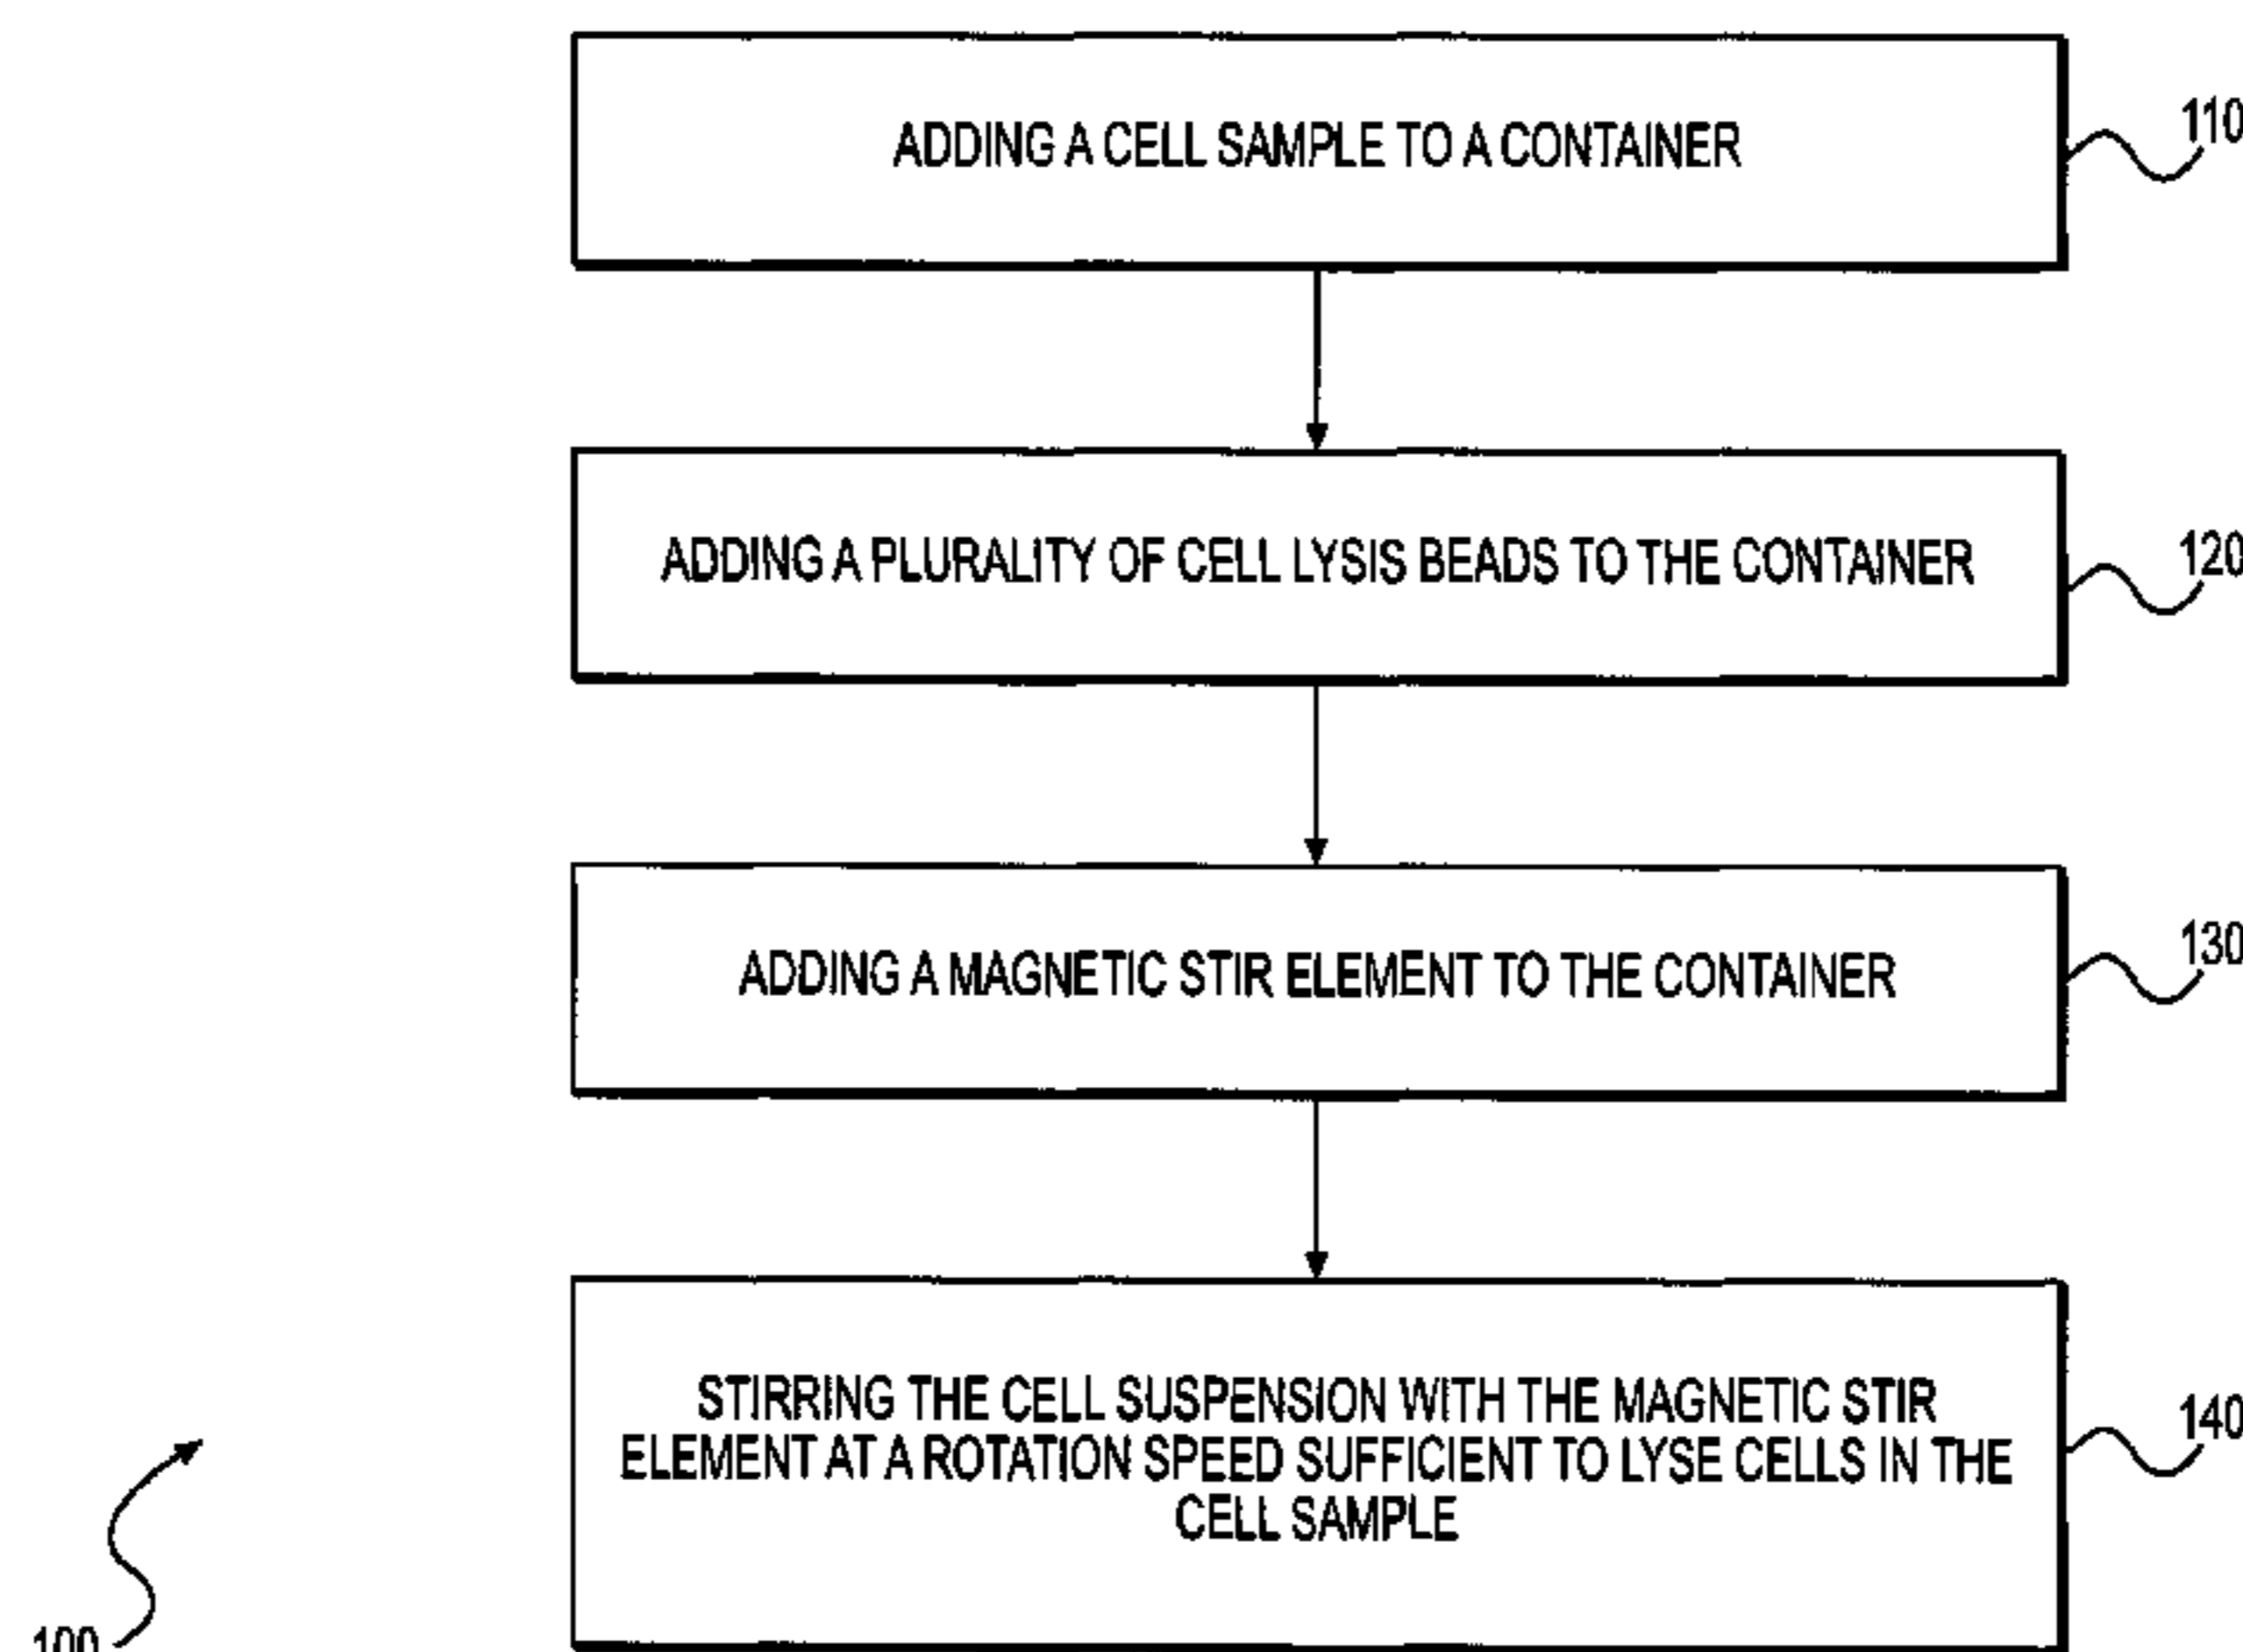 ADDING A CELL SAMPLE TO A CONTAINER
110
ADDING A PLURALITY OF CELL LYSIS BEADS TO THE CONTAINER
120
ADDING A MAGNETIC STIR ELEMENT TO THE CONTAINER
130
STIRRING THE CELL SUSPENSION WITH THE MAGNETIC STIR
ELEMENT AT A ROTATION SPEED SUFFICIENT TO LYSE CELLS IN THE
CELL SAMPLE
140
100